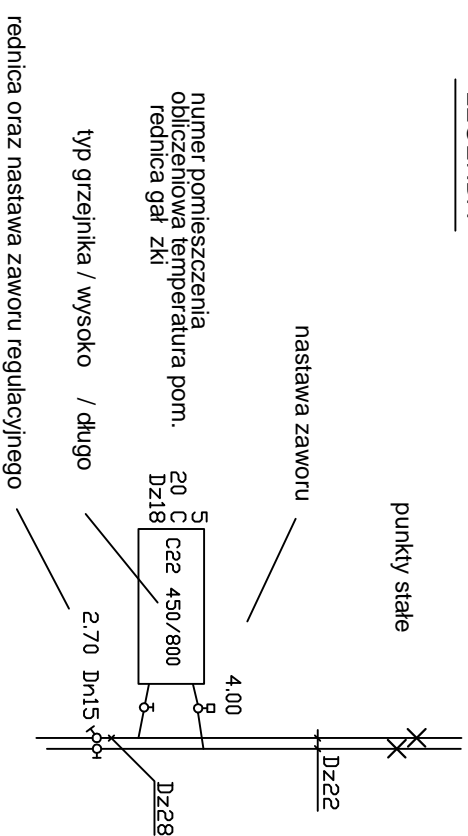 punkty stałe
nastawa zaworu
numer pomieszczenia
obliczeniowa temperatura pom.
rednica gał zki
typ grzejnika / wysoko / długo
rednica oraz nastawa zaworu regulacyjnego
5
20 C
Dz18
C22 450/800
4.00
2.70 Dn15
Dz22
Dz28